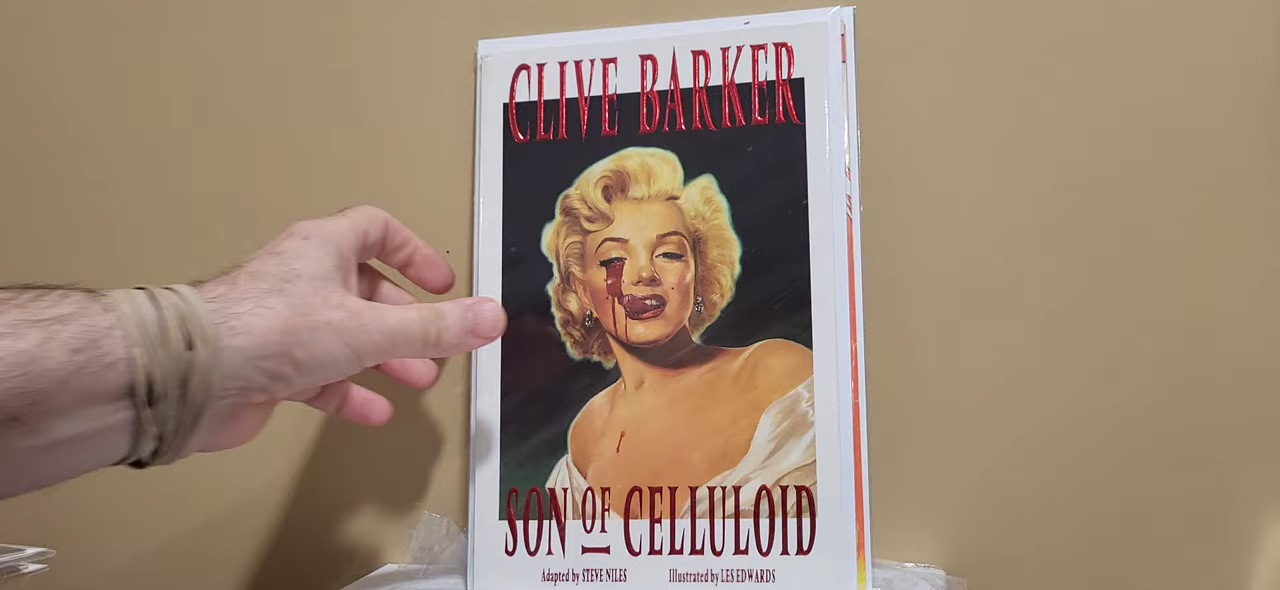 CLIVE BARKER
SON OF CELLULOID
Adapted by STEVE NILES
Illustrated by LES EDWARDS